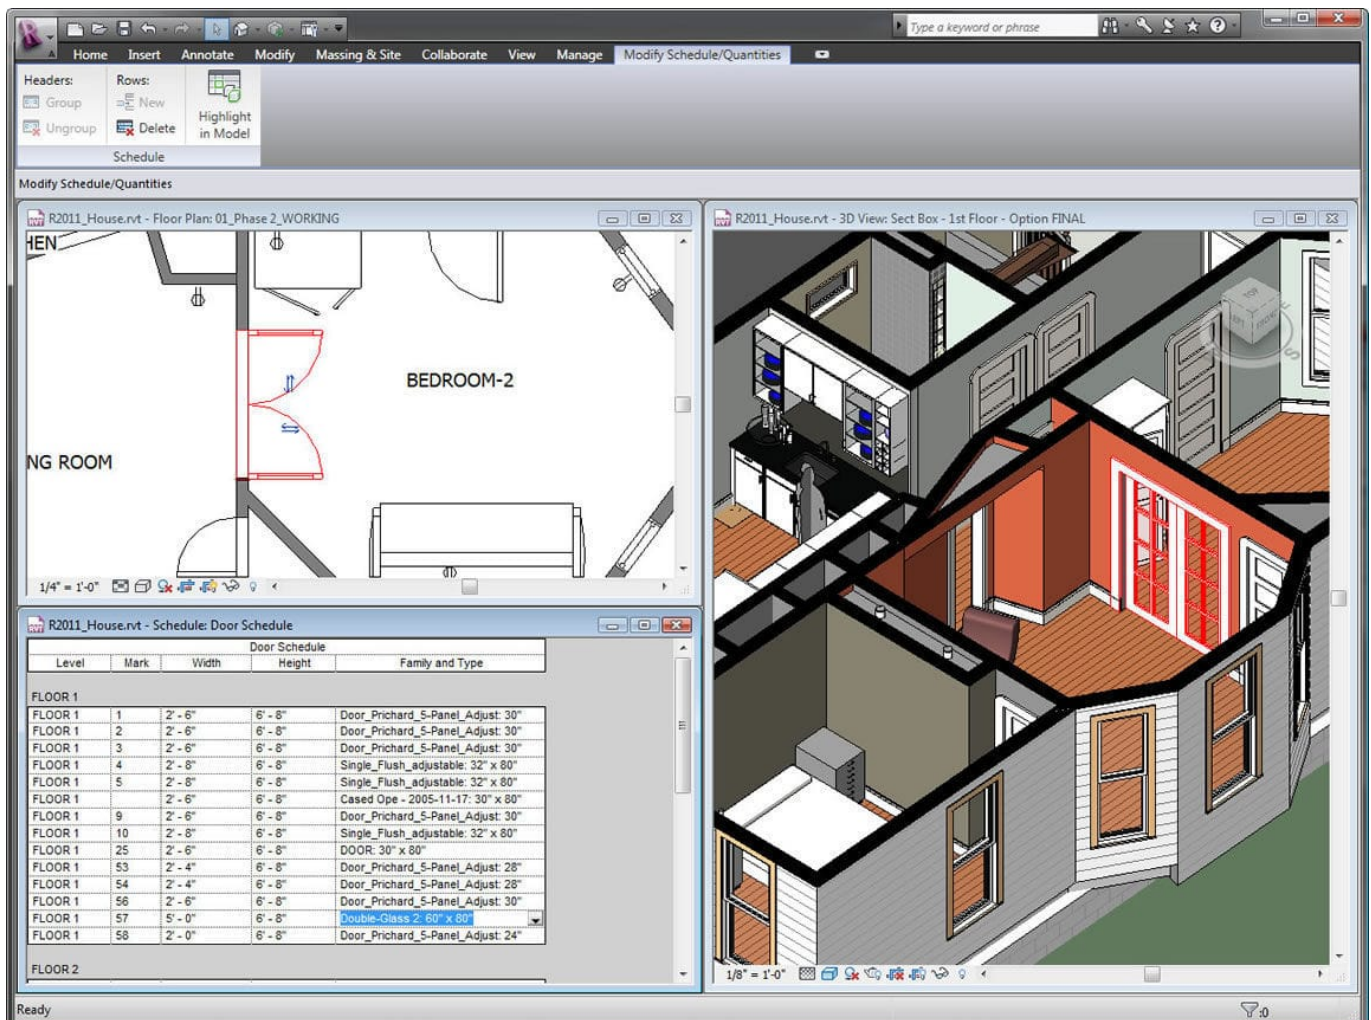 Type a keyword or phrase
Home Insert Annotate Modify Massing & Site Collaborate View Manage Modify Schedule/Quantities
Headers: Rows:
Group New
Ungroup Delete
Highlight in Model
Schedule
Modify Schedule/Quantities
R2011_House.rvt - Floor Plan: 01_Phase 2_WORKING
HEN
BEDROOM-2
NG ROOM
1/4" = 1'-0"
R2011_House.rvt - Schedule: Door Schedule
Door Schedule
Level Mark Width Height Family and Type
FLOOR 1
FLOOR 1 1 2' - 6" 6' - 8" Door_Prichard_5-Panel_Adjust: 30"
FLOOR 1 2 2' - 6" 6' - 8" Door_Prichard_5-Panel_Adjust: 30"
FLOOR 1 3 2' - 6" 6' - 8" Door_Prichard_5-Panel_Adjust: 30"
FLOOR 1 4 2' - 8" 6' - 8" Single_Flush_adjustable: 32" x 80"
FLOOR 1 5 2' - 8" 6' - 8" Single_Flush_adjustable: 32" x 80"
FLOOR 1 2' - 6" 6' - 8" Cased Ope - 2005-11-17: 30" x 80"
FLOOR 1 9 2' - 6" 6' - 8" Door_Prichard_5-Panel_Adjust: 30"
FLOOR 1 10 2' - 8" 6' - 8" Single_Flush_adjustable: 32" x 80"
FLOOR 1 25 2' - 6" 6' - 8" DOOR: 30" x 80"
FLOOR 1 53 2' - 4" 6' - 8" Door_Prichard_5-Panel_Adjust: 28"
FLOOR 1 54 2' - 4" 6' - 8" Door_Prichard_5-Panel_Adjust: 28"
FLOOR 1 56 2' - 6" 6' - 8" Door_Prichard_5-Panel_Adjust: 30"
FLOOR 1 57 5' - 0" 6' - 8" Double-Glass 2: 60" x 80"
FLOOR 1 58 2' - 0" 6' - 8" Door_Prichard_5-Panel_Adjust: 24"
FLOOR 2
R2011_House.rvt - 3D View: Sect Box - 1st Floor - Option FINAL
TOP
S
1/8" = 1'-0"
Ready
:0